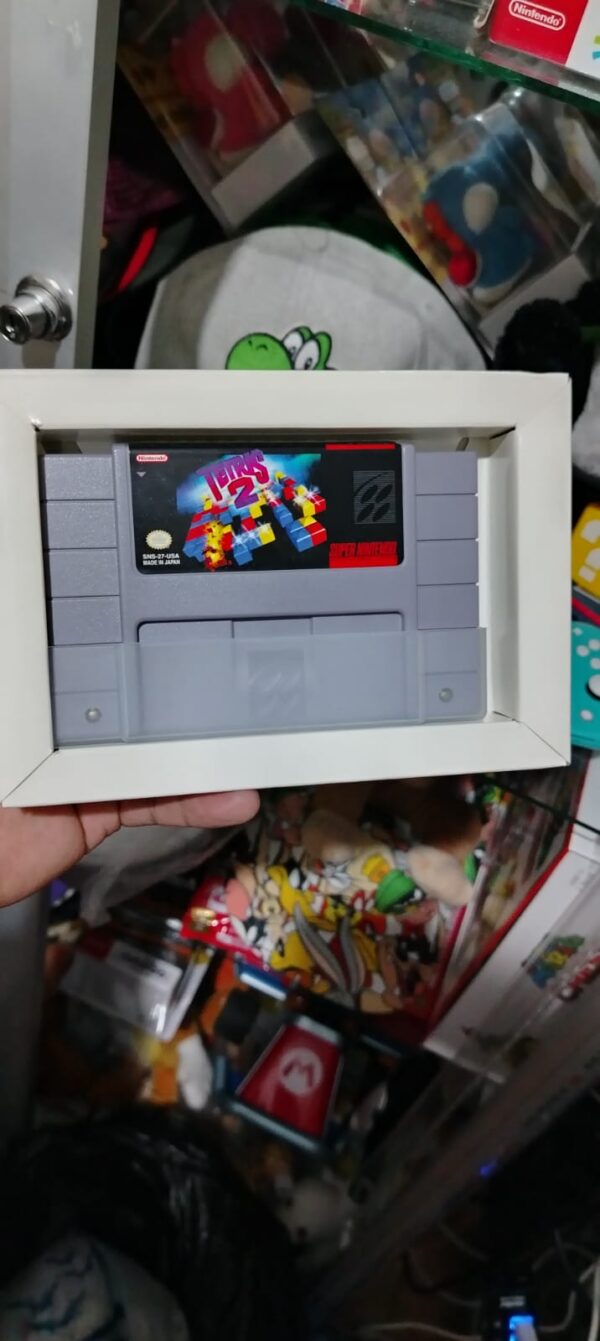 Nintendo
Nintendo
TETRIS
2
SNS-27-USA
MADE IN JAPAN
SUPER NINTENDO
M